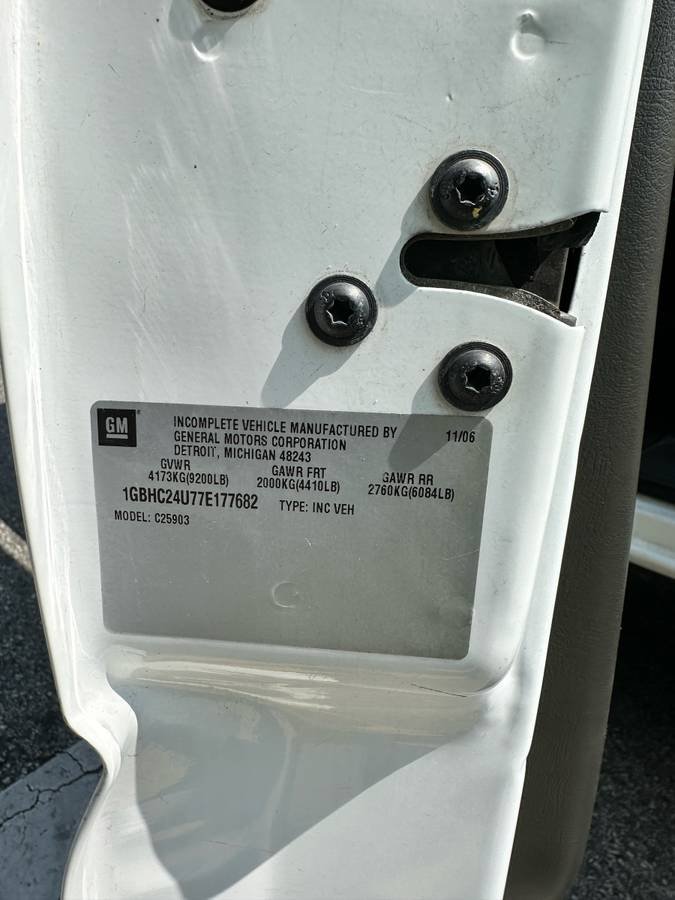 GM
INCOMPLETE VEHICLE MANUFACTURED BY
GENERAL MOTORS CORPORATION
DETROIT, MICHIGAN 48243
11/06
GVWR GAWR FRT GAWR RR
4173KG(9200LB) 2000KG(4410LB) 2760KG(6084LB)
1GBHC24U77E177682 TYPE: INC VEH
MODEL: C25903